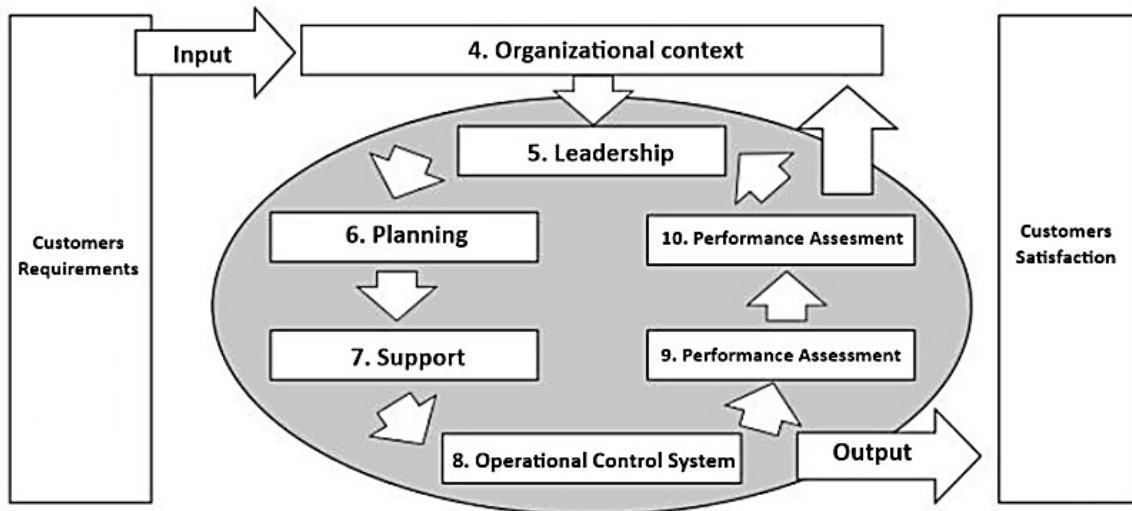 Input
4. Organizational context
5. Leadership
Customers
Requirements
6. Planning
10. Performance Assesment
Customers
Satisfaction
7. Support
9. Performance Assessment
8. Operational Control System
Output